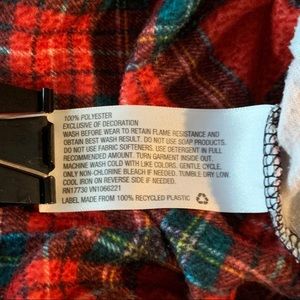 100% POLYESTER
EXCLUSIVE OF DECORATION
WASH BEFORE WEAR TO RETAIN FLAME RESISTANCE AND
OBTAIN BEST WASH RESULT. DO NOT USE SOAP PRODUCTS.
DO NOT USE FABRIC SOFTENERS. USE DETERGENT IN FULL
RECOMMENDED AMOUNT. TURN GARMENT INSIDE OUT.
MACHINE WASH COLD WITH LIKE COLORS. GENTLE CYCLE.
ONLY NON-CHLORINE BLEACH IF NEEDED. TUMBLE DRY LOW.
COOL IRON ON REVERSE IF NEEDED.
RN17730 VN1066221
LABEL MADE FROM 100% RECYCLED PLASTIC